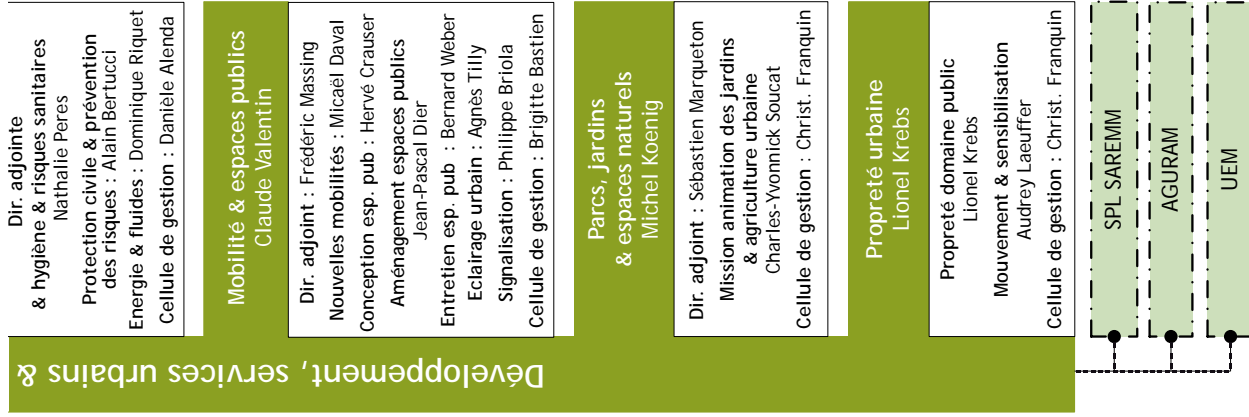 Développement, services urbains &
Dir. adjointe
& hygiène & risques sanitaires
Nathalie Peres
Protection civile & prévention
des risques : Alain Bertucci
Energie & fluides : Dominique Riquet
Cellule de gestion : Danièle Alenda
Mobilité & espaces publics
Claude Valentin
Dir. adjoint : Frédéric Massing
Nouvelles mobilités : Micaël Daval
Conception esp. pub : Hervé Crauser
Aménagement espaces publics
Jean-Pascal Dier
Entretien esp. pub : Bernard Weber
Eclairage urbain : Agnès Tilly
Signalisation : Philippe Briola
Cellule de gestion : Brigitte Bastien
Parcs, jardins
& espaces naturels
Michel Koenig
Dir. adjoint : Sébastien Marqueton
Mission animation des jardins
& agriculture urbaine
Charles-Yvonnick Soucat
Cellule de gestion : Christ. Franquin
Propreté urbaine
Lionel Krebs
Propreté domaine public
Lionel Krebs
Mouvement & sensibilisation
Audrey Laeuffer
Cellule de gestion : Christ. Franquin
SPL SAREMM
AGURAM
UEM